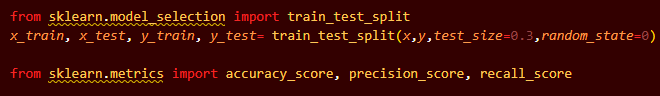 from sklearn.model_selection import train_test_split
x_train, x_test, y_train, y_test= train_test_split(x,y,test_size=0.3,random_state=0)
from sklearn.metrics import accuracy_score, precision_score, recall_score